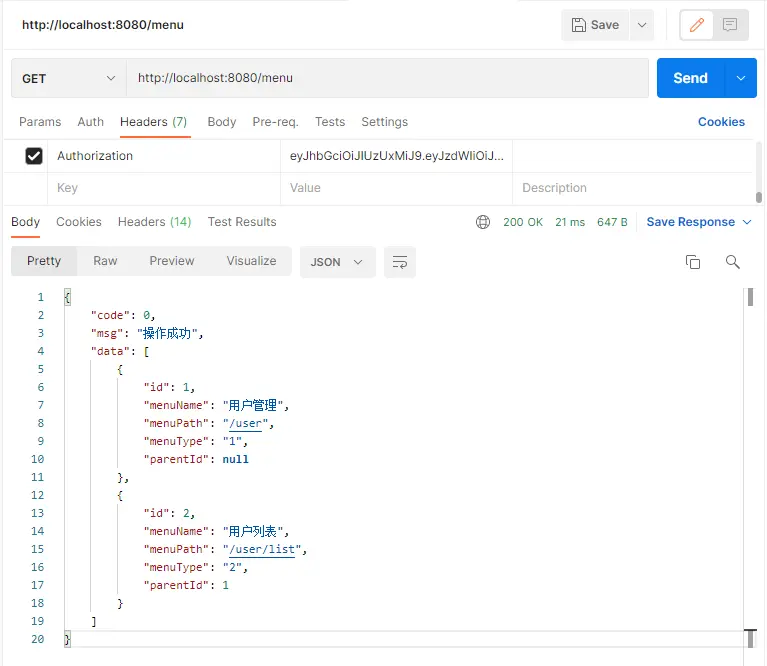 http://localhost:8080/menu
Save
GET http://localhost:8080/menu Send
Params Auth Headers (7) Body Pre-req. Tests Settings Cookies
Authorization eyJhbGciOiJIUzUxMiJ9.eyJzdWIiOiJ...
Key Value Description
Body Cookies Headers (14) Test Results 200 OK 21 ms 647 B Save Response
Pretty Raw Preview Visualize JSON
1 {
2 "code": 0,
3 "msg": "操作成功",
4 "data": [
5 {
6 "id": 1,
7 "menuName": "用户管理",
8 "menuPath": "/user",
9 "menuType": "1",
10 "parentId": null
11 },
12 {
13 "id": 2,
14 "menuName": "用户列表",
15 "menuPath": "/user/list",
16 "menuType": "2",
17 "parentId": 1
18 }
19 ]
20 }